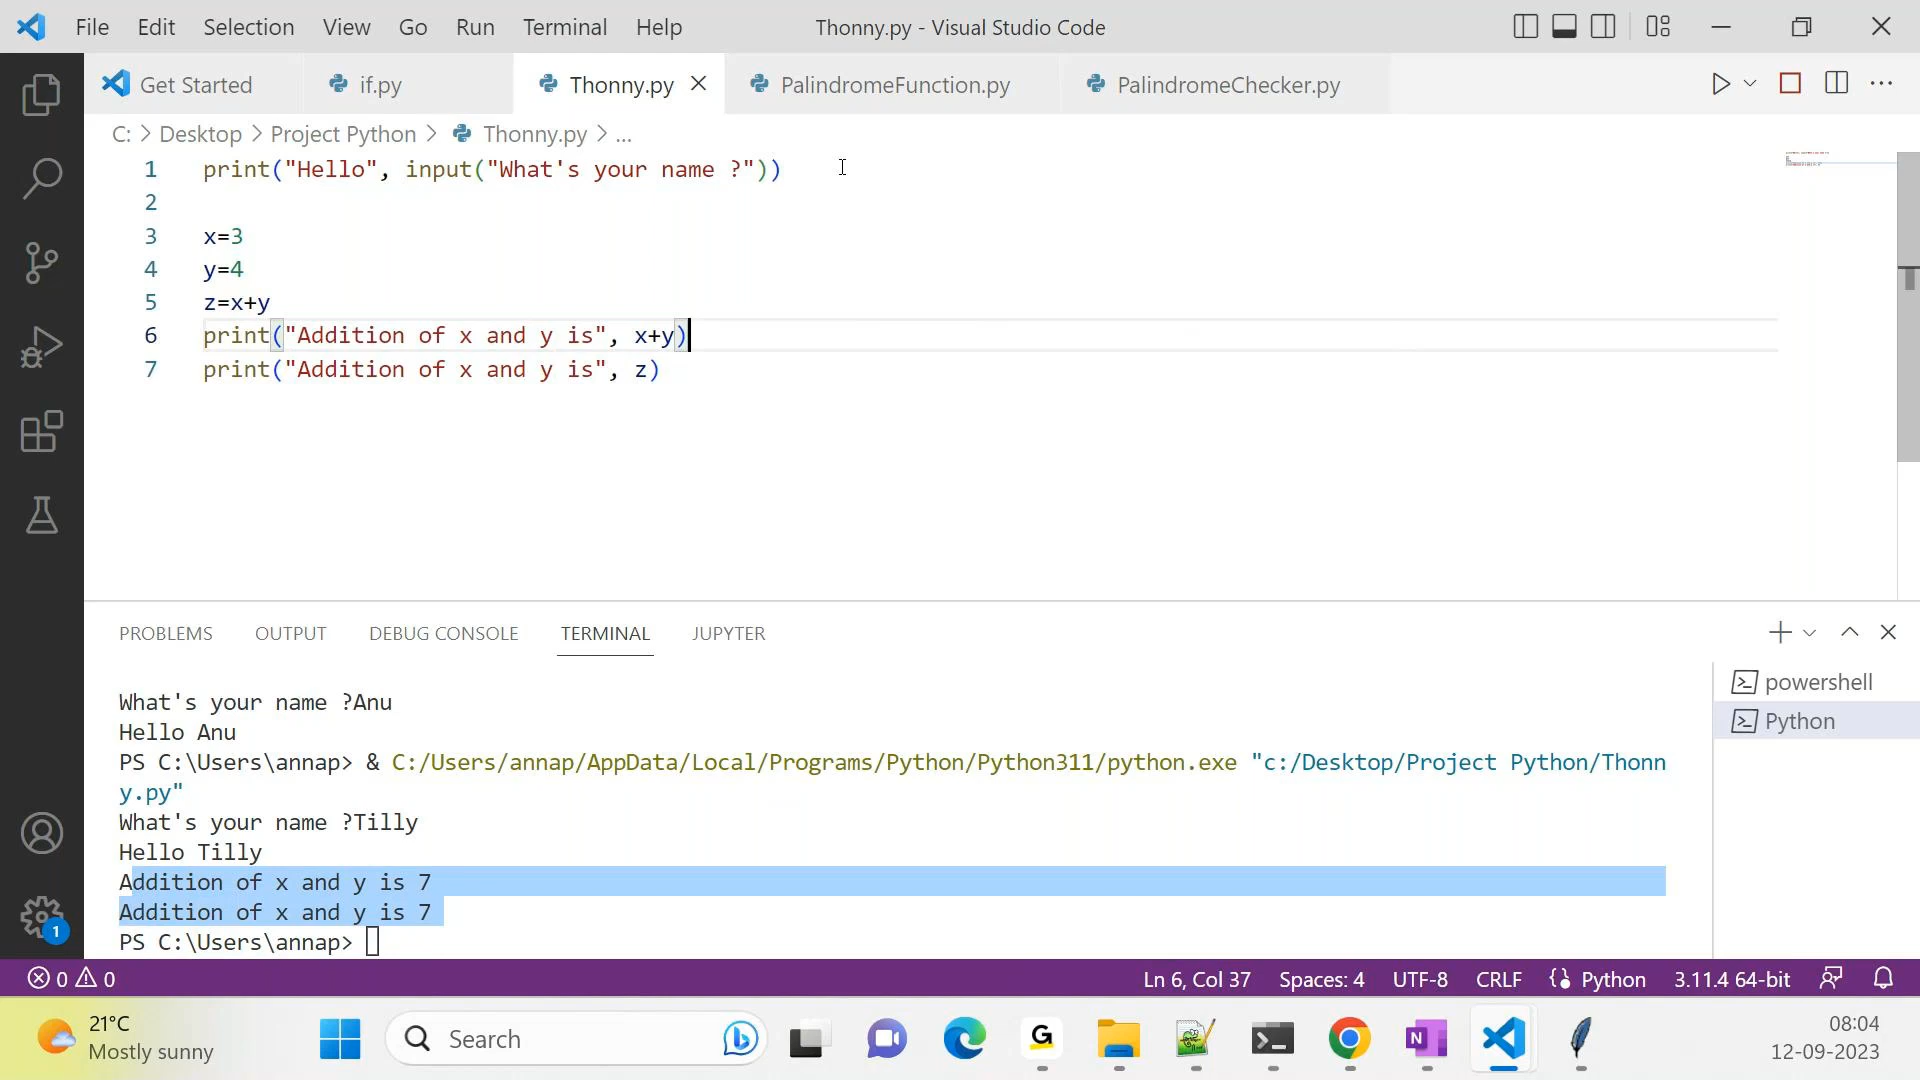 File Edit Selection View Go Run Terminal Help Thonny.py - Visual Studio Code
Get Started if.py Thonny.py PalindromeFunction.py PalindromeChecker.py
C: > Desktop > Project Python > Thonny.py > ...
1 print("Hello", input("What's your name ?"))
2
3 x=3
4 y=4
5 z=x+y
6 print("Addition of x and y is", x+y)
7 print("Addition of x and y is", z)
PROBLEMS OUTPUT DEBUG CONSOLE TERMINAL JUPYTER
powershell
Python
What's your name ?Anu
Hello Anu
PS C:\Users\annap> & C:/Users/annap/AppData/Local/Programs/Python/Python311/python.exe "c:/Desktop/Project Python/Thonn
y.py"
What's your name ?Tilly
Hello Tilly
Addition of x and y is 7
Addition of x and y is 7
PS C:\Users\annap>
1
0 0 Ln 6, Col 37 Spaces: 4 UTF-8 CRLF Python 3.11.4 64-bit
21°C
Mostly sunny
Search
G
N
08:04
12-09-2023